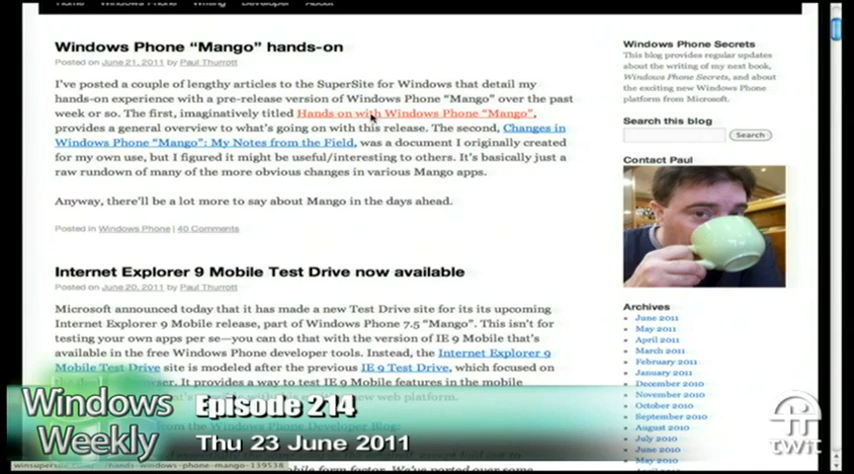 Home Windows Phone Writing Developer About
Windows Phone “Mango” hands-on
Posted on June 21, 2011 by Paul Thurrott
I’ve posted a couple of lengthy articles to the SuperSite for Windows that detail my
hands-on experience with a pre-release version of Windows Phone “Mango” over the past
week or so. The first, imaginatively titled Hands on with Windows Phone “Mango”,
provides a general overview to what’s going on with this release. The second, Changes in
Windows Phone “Mango”: My Notes from the Field, was a document I originally created
for my own use, but I figured it might be useful/interesting to others. It’s basically just a
raw rundown of many of the more obvious changes in various Mango apps.
Anyway, there’ll be a lot more to say about Mango in the days ahead.
Posted in Windows Phone | 40 Comments
Internet Explorer 9 Mobile Test Drive now available
Posted on June 20, 2011 by Paul Thurrott
Microsoft announced today that it has made a new Test Drive site for its its upcoming
Internet Explorer 9 Mobile release, part of Windows Phone 7.5 “Mango”. This isn’t for
testing your own apps per se—you can do that with the version of IE 9 Mobile that’s
available in the free Windows Phone developer tools. Instead, the Internet Explorer 9
Mobile Test Drive site is modeled after the previous IE 9 Test Drive, which focused on
the browser. It provides a way to test IE 9 Mobile features in the mobile
new web platform.
from the Windows Phone Developer Blog:
mobile form factor. We’ve ported over some
Windows Phone Secrets
This blog provides regular updates
about the writing of my next book,
Windows Phone Secrets, and about
the exciting new Windows Phone
platform from Microsoft.
Search this blog
Search
Contact Paul
Archives
June 2011
May 2011
April 2011
March 2011
February 2011
January 2011
December 2010
November 2010
October 2010
September 2010
August 2010
July 2010
June 2010
May 2010
Windows
Weekly
Episode 214
Thu 23 June 2011
twit